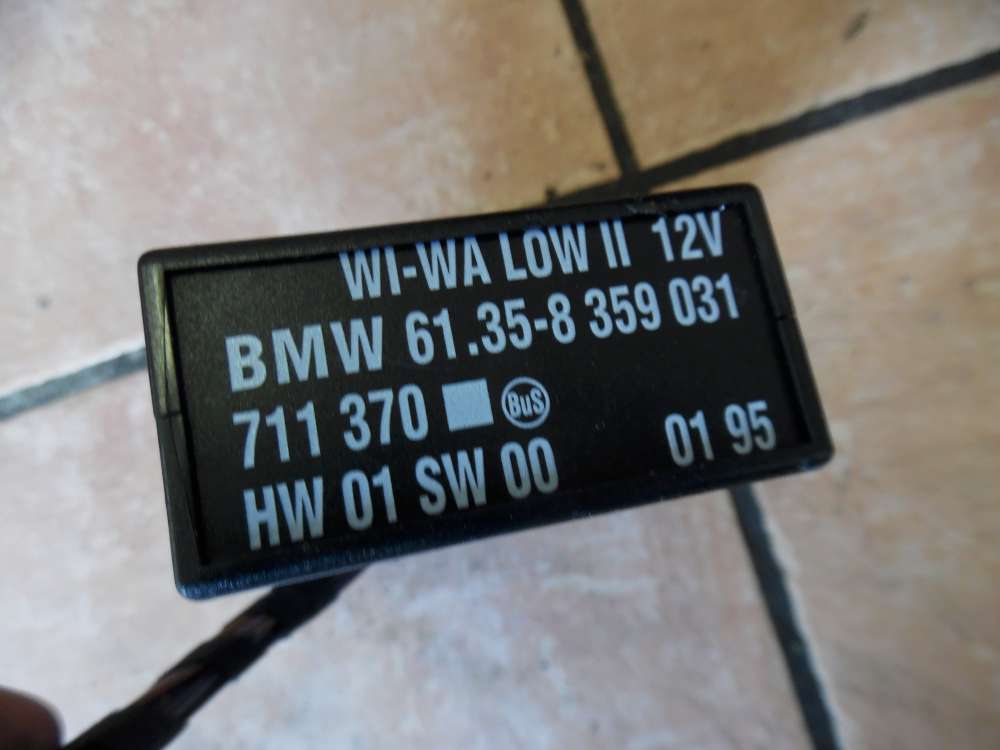 WI-WA LOW II 12V
BMW 61.35-8 359 031
711 370 BuS
HW 01 SW 00 01 95